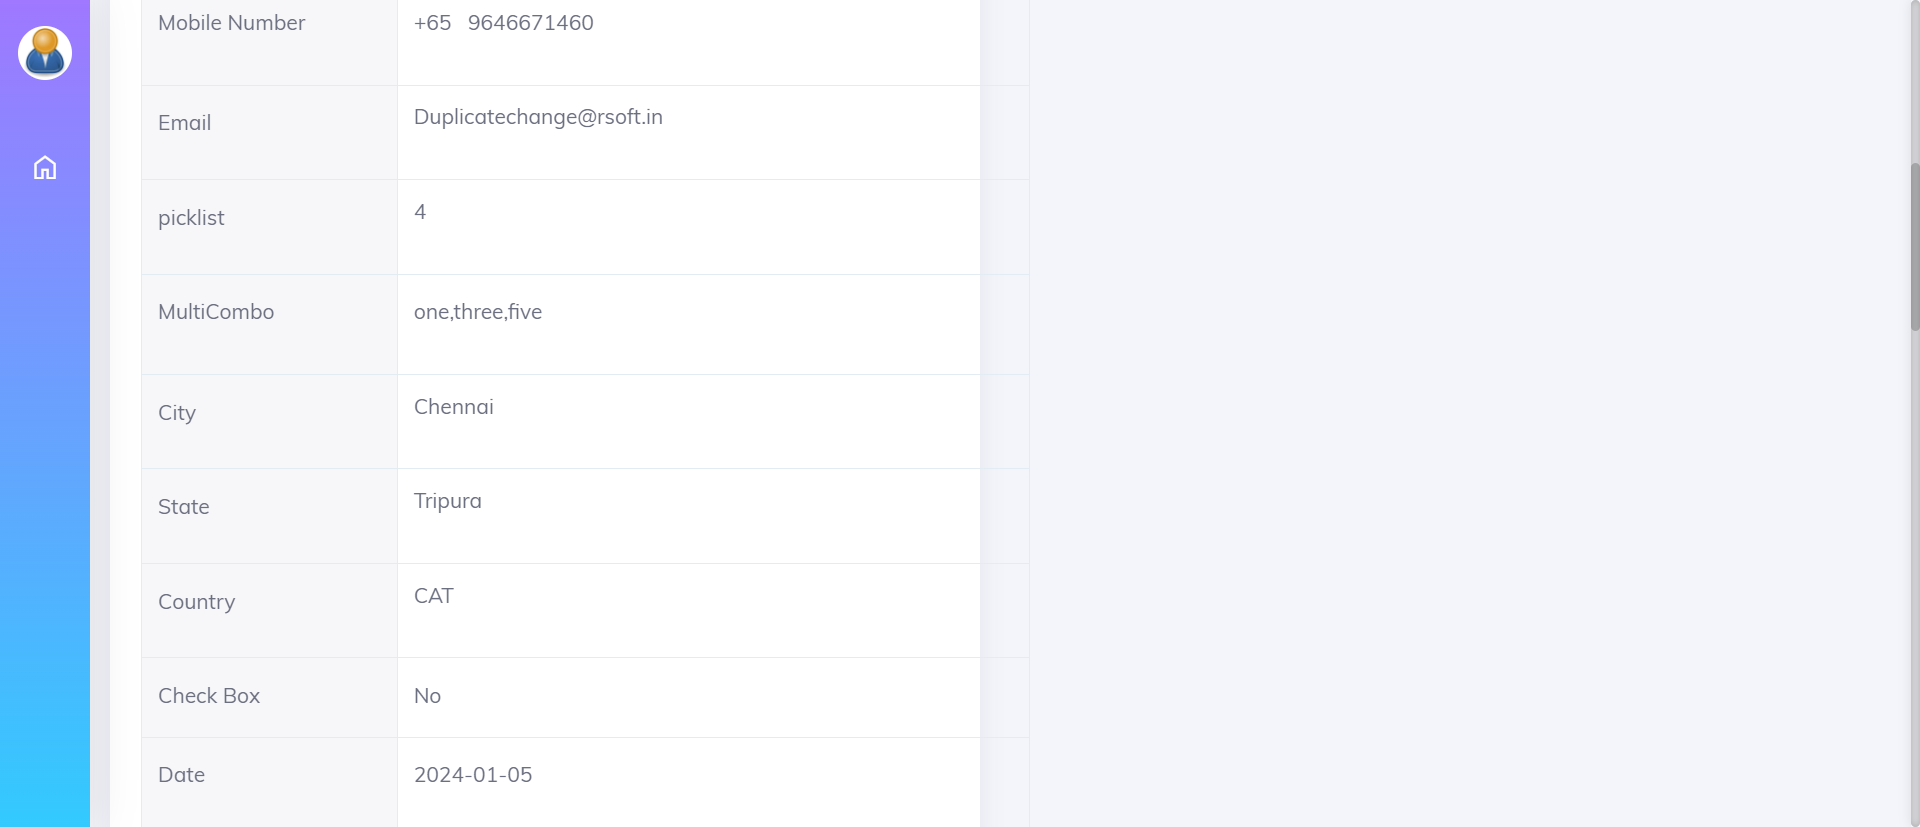 Mobile Number +65 9646671460
Email Duplicatechange@rsoft.in
picklist 4
MultiCombo one,three,five
City Chennai
State Tripura
Country CAT
Check Box No
Date 2024-01-05